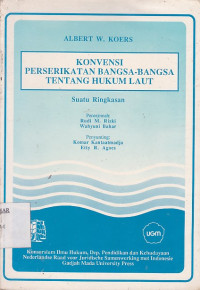 ALBERT W. KOERS
KONVENSI
PERSERIKATAN BANGSA-BANGSA
TENTANG HUKUM LAUT
Suatu Ringkasan
Penterjemah
Rudi M. Rizki
Wahyuni Bahar
Penyunting
Komar Kantaatmadja
Etty R. Agoes
UGM
Konsorsium Ilmu Hukum, Dep. Pendidikan dan Kebudayaan
Nederlandse Raad voor Juridische Samenwerking met Indonesie
Gadjah Mada University Press